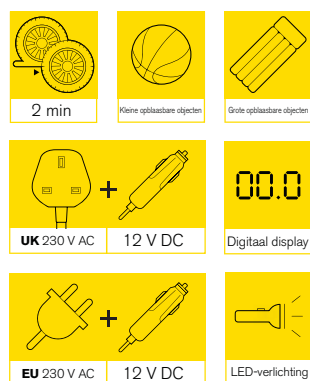 2 min
Kleine opblaasbare objecten
Grote opblaasbare objecten
UK 230 V AC
12 V DC
00.0
Digitaal display
EU 230 V AC
12 V DC
LED-verlichting